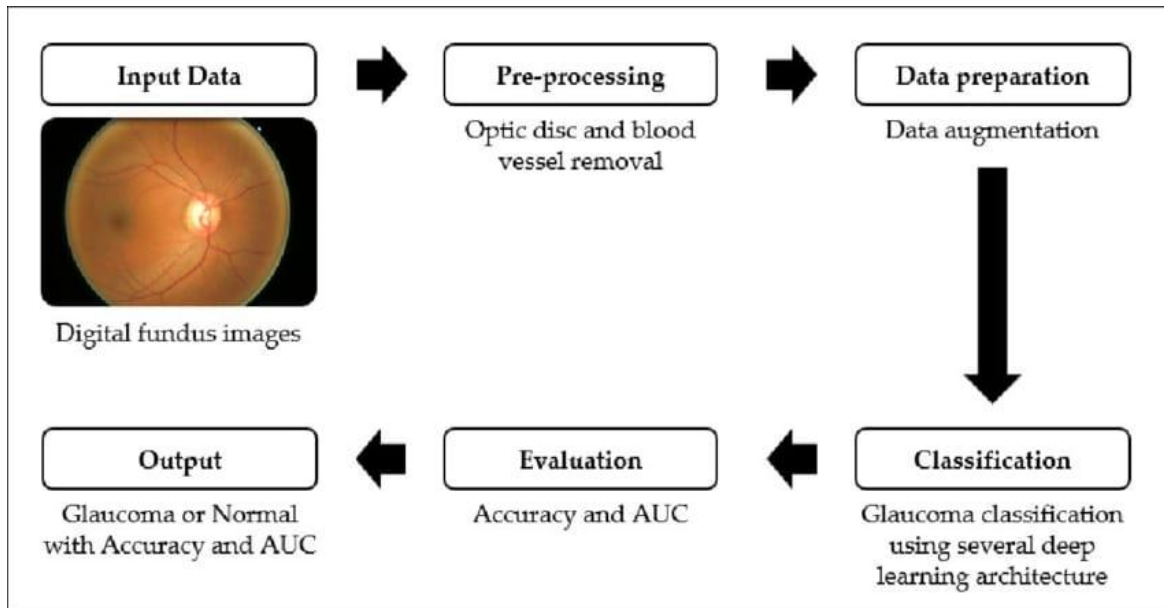 Input Data
Digital fundus images
Pre-processing
Optic disc and blood
vessel removal
Data preparation
Data augmentation
Classification
Glaucoma classification
using several deep
learning architecture
Evaluation
Accuracy and AUC
Output
Glaucoma or Normal
with Accuracy and AUC